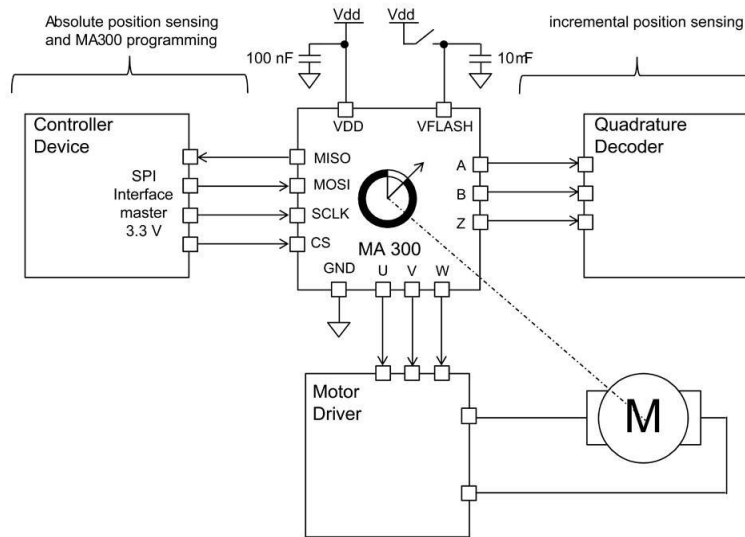 Absolute position sensing
and MA300 programming
Vdd
Vdd
incremental position sensing
100 nF
10mF
Controller
Device
VDD
VFLASH
Quadrature
Decoder
SPI
Interface
master
3.3 V
MISO
MOSI
SCLK
CS
A
B
Z
MA 300
GND
U
V
W
Motor
Driver
M